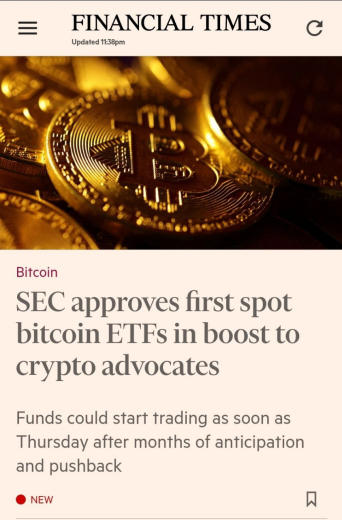 FINANCIAL TIMES
Updated 11:38pm
Bitcoin
SEC approves first spot
bitcoin ETFs in boost to
crypto advocates
Funds could start trading as soon as
Thursday after months of anticipation
and pushback
NEW